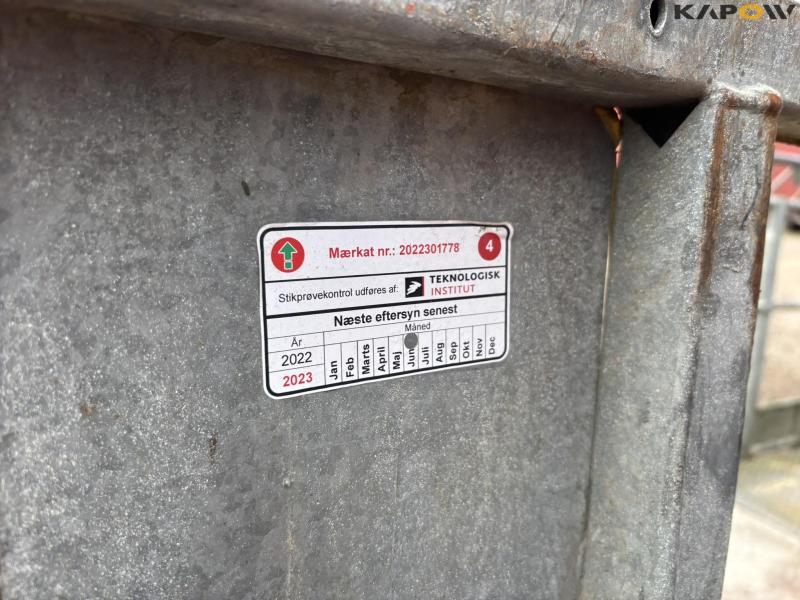 KAPOW
Mærkat nr.: 2022301778 4
Stikprøvekontrol udføres af: TEKNOLOGISK
INSTITUT
Næste eftersyn senest
År Måned
2022
2023 Jan Feb Marts April Maj Juni Juli Aug Sep Okt Nov Dec